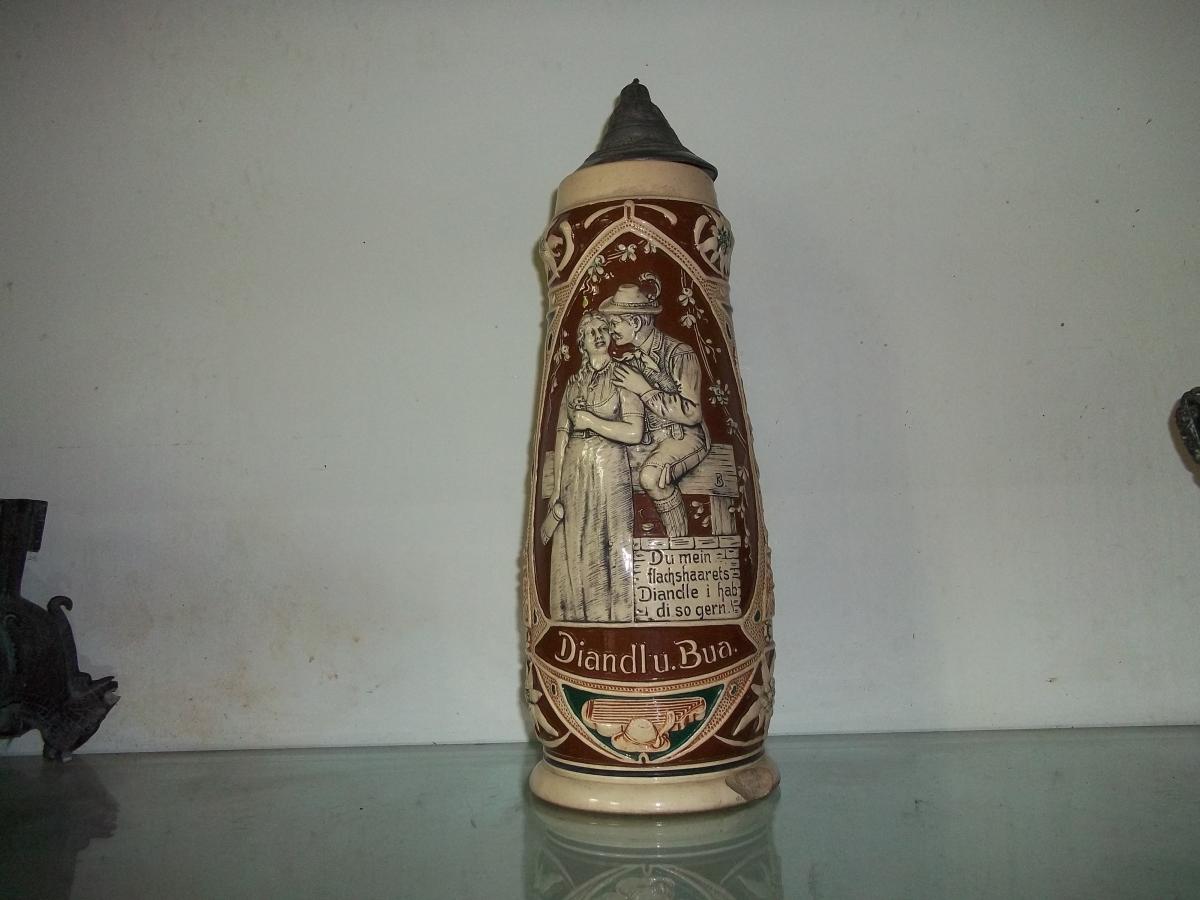 B
Du mein
flachshaarets
Diandle i hab
di so gern.
Diandl u. Bua.